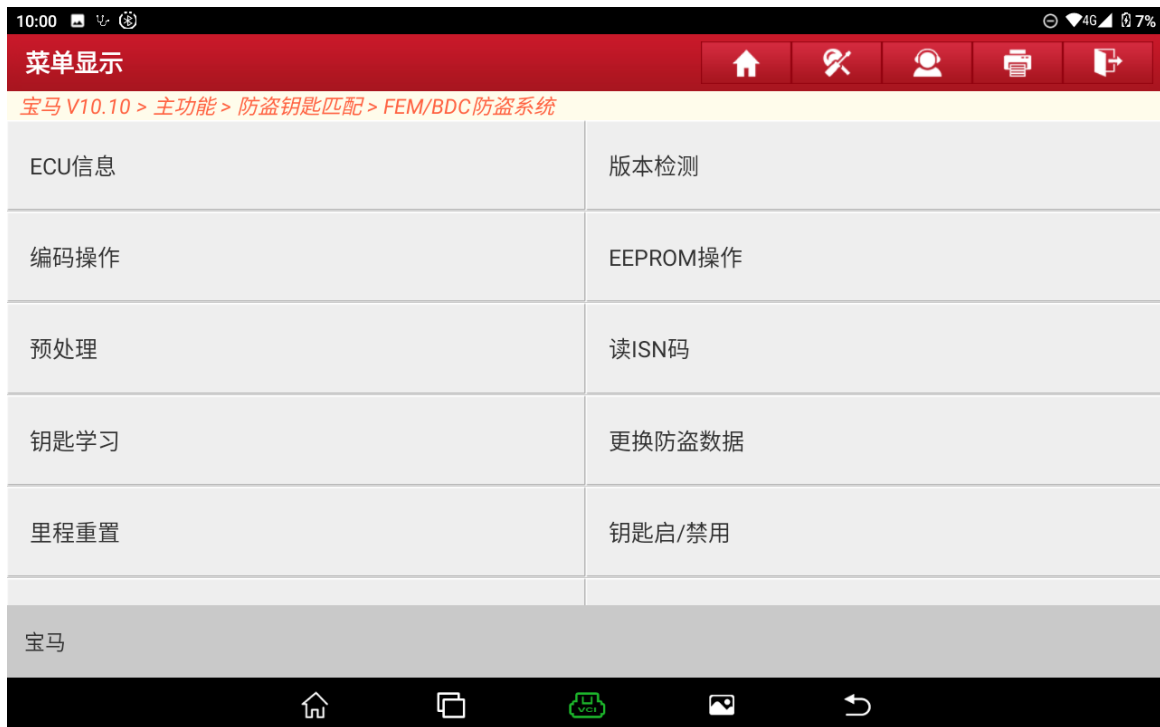 10:00 4G 7%
菜单显示
宝马 V10.10 > 主功能 > 防盗钥匙匹配 > FEM/BDC防盗系统
ECU信息 版本检测
编码操作 EEPROM操作
预处理 读ISN码
钥匙学习 更换防盗数据
里程重置 钥匙启/禁用
宝马
VCI